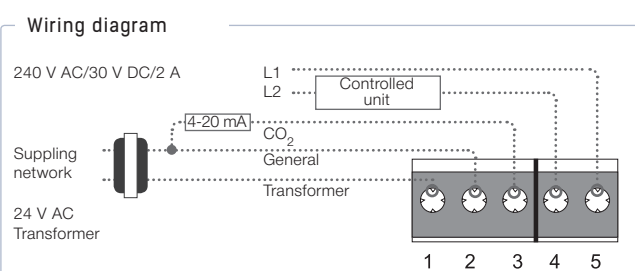 Wiring diagram
240 V AC/30 V DC/2 A
L1
L2
Controlled
unit
4-20 mA
CO2
General
Suppling
network
Transformer
24 V AC
Transformer
1 2 3 4 5